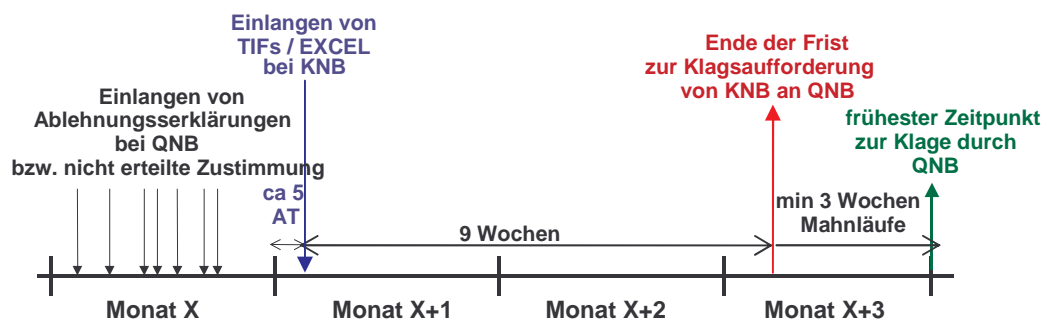 Einlangen von
TIFs / EXCEL
bei KNB
Einlangen von
Ablehnungserklärungen
bei QNB
bzw. nicht erteilte Zustimmung
ca 5
AT
Ende der Frist
zur Klagsaufforderung
von KNB an QNB
frühester Zeitpunkt
zur Klage durch
QNB
9 Wochen
min 3 Wochen
Mahnläufe
Monat X
Monat X+1
Monat X+2
Monat X+3